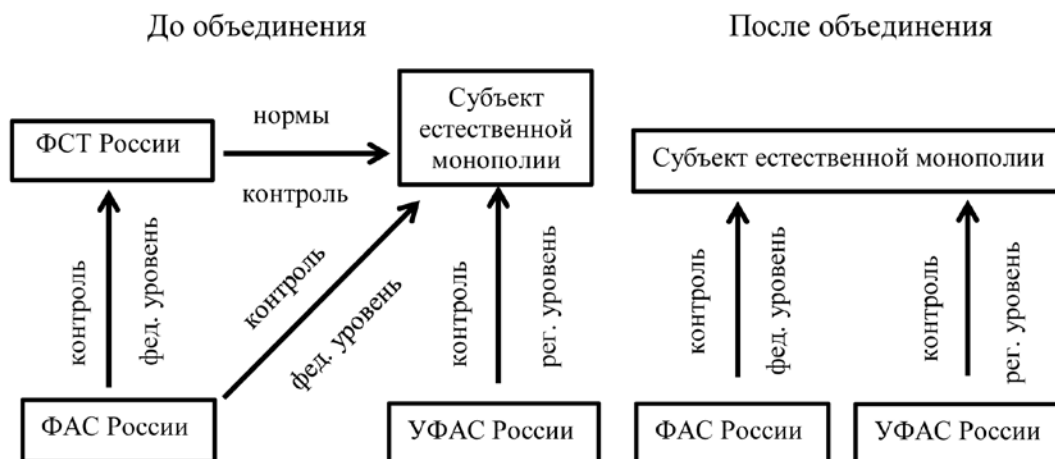 До объединения
После объединения
ФСТ России
нормы
контроль
Субъект
естественной
монополии
Субъект естественной монополии
контроль
фед. уровень
контроль
фед. уровень
контроль
рег. уровень
контроль
фед. уровень
контроль
рег. уровень
ФАС России
УФАС России
ФАС России
УФАС России